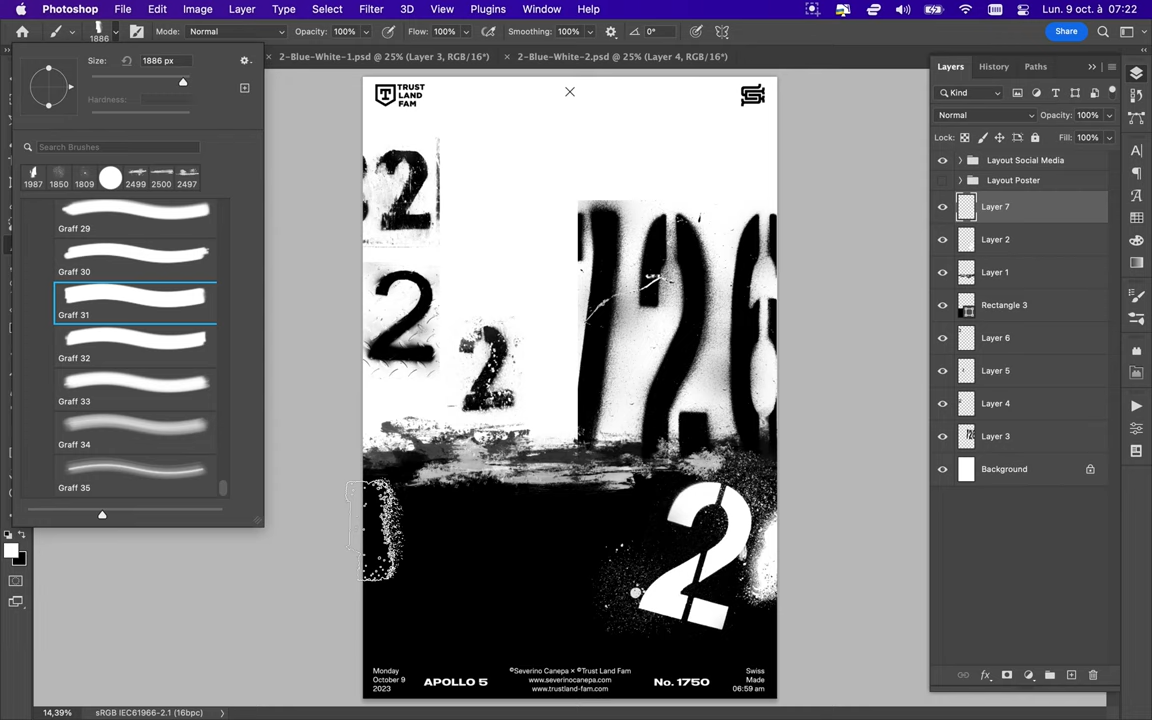 Photoshop File Edit Image Layer Type Select Filter 3D View Plugins Window Help Lun. 9 oct. à 07:22
1886 Mode: Normal Opacity: 100% Flow: 100% Smoothing: 100% 0° Share
2-Blue-White-1.psd @ 25% (Layer 3, RGB/16*) 2-Blue-White-2.psd @ 25% (Layer 4, RGB/16*)
Size: 1886 px
Hardness:
Search Brushes
1987 1850 1809 2499 2500 2497
Graff 29
Graff 30
Graff 31
Graff 32
Graff 33
Graff 34
Graff 35
TRUST
LAND
FAM
2
2
2
2
2
Monday
October 9
2023
APOLLO 5
©Severino Canepa × ©Trust Land Fam
www.severinocanepa.com
www.trustland-fam.com
No. 1750
Swiss
Made
06:59 am
Layers History Paths
Kind
Normal Opacity: 100%
Lock: Fill: 100%
Layout Social Media
Layout Poster
Layer 7
Layer 2
Layer 1
Rectangle 3
Layer 6
Layer 5
Layer 4
Layer 3
Background
14,39% sRGB IEC61966-2.1 (16bpc)